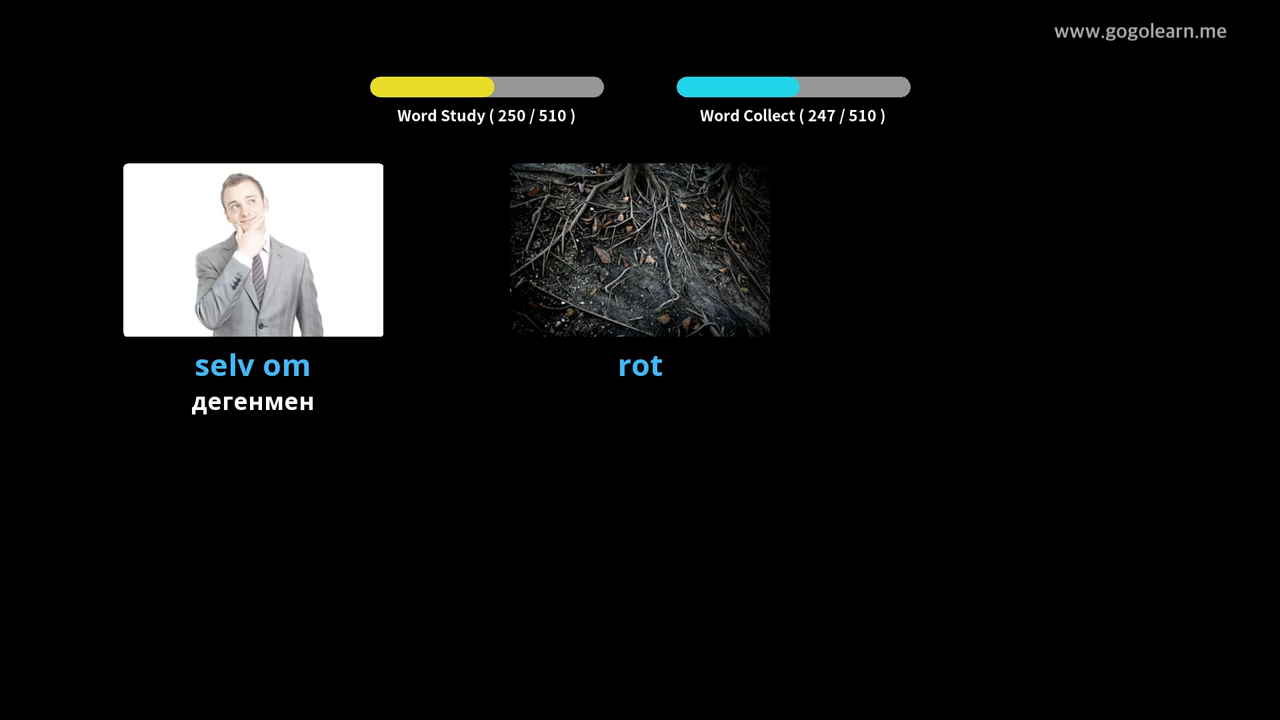 www.gogolearn.me
Word Study ( 250 / 510 )
Word Collect ( 247 / 510 )
selv om
дегенмен
rot